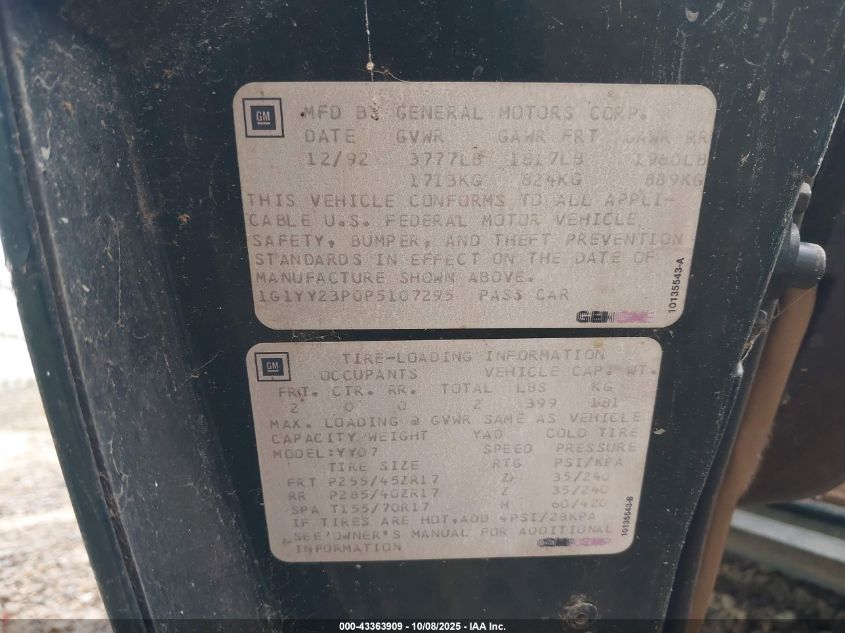 GM
MFD BY GENERAL MOTORS CORP.
DATE GVWR GAWR FRT GAWR RR
12/92 3777LB 1817LB 1960LB
1713KG 824KG 889KG
THIS VEHICLE CONFORMS TO ALL APPLI-
CABLE U.S. FEDERAL MOTOR VEHICLE
SAFETY, BUMPER, AND THEFT PREVENTION
STANDARDS IN EFFECT ON THE DATE OF
MANUFACTURE SHOWN ABOVE.
1G1YY23P0P5107295 PASS CAR
10135543-A
GM
TIRE-LOADING INFORMATION
OCCUPANTS VEHICLE CAP. WT.
FRT. CTR. RR. TOTAL LBS KG
2 0 0 2 399 181
MAX. LOADING @ GVWR SAME AS VEHICLE
CAPACITY WEIGHT YAD COLD TIRE
MODEL:YY07 SPEED PRESSURE
TIRE SIZE RTG PSI/KPA
FRT P255/45ZR17 Z 35/240
RR P285/40ZR17 Z 35/240
SPA T155/70R17 M 60/420
IF TIRES ARE HOT,ADD 4PSI/28KPA
SEE OWNER'S MANUAL FOR ADDITIONAL
INFORMATION
10135543-B
000-43363909 - 10/08/2025 - IAA Inc.